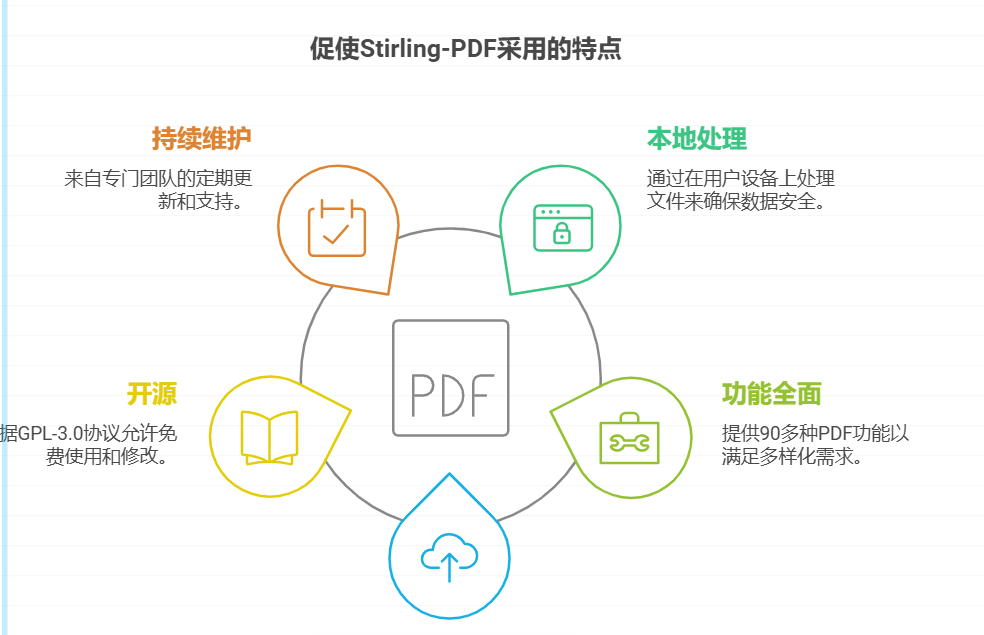 促使Stirling-PDF采用的特点
持续维护
来自专门团队的定期更
新和支持。
本地处理
通过在用户设备上处理
文件来确保数据安全。
PDF
开源
据GPL-3.0协议允许免
费使用和修改。
功能全面
提供90多种PDF功能以
满足多样化需求。